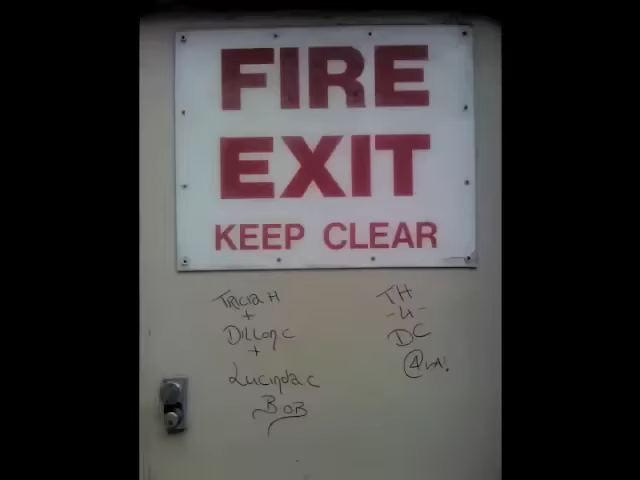 FIRE
EXIT
KEEP CLEAR
Tricia H
+
Dillon C
+
Lucinda C
BOB
TH
-4-
DC
4VA!